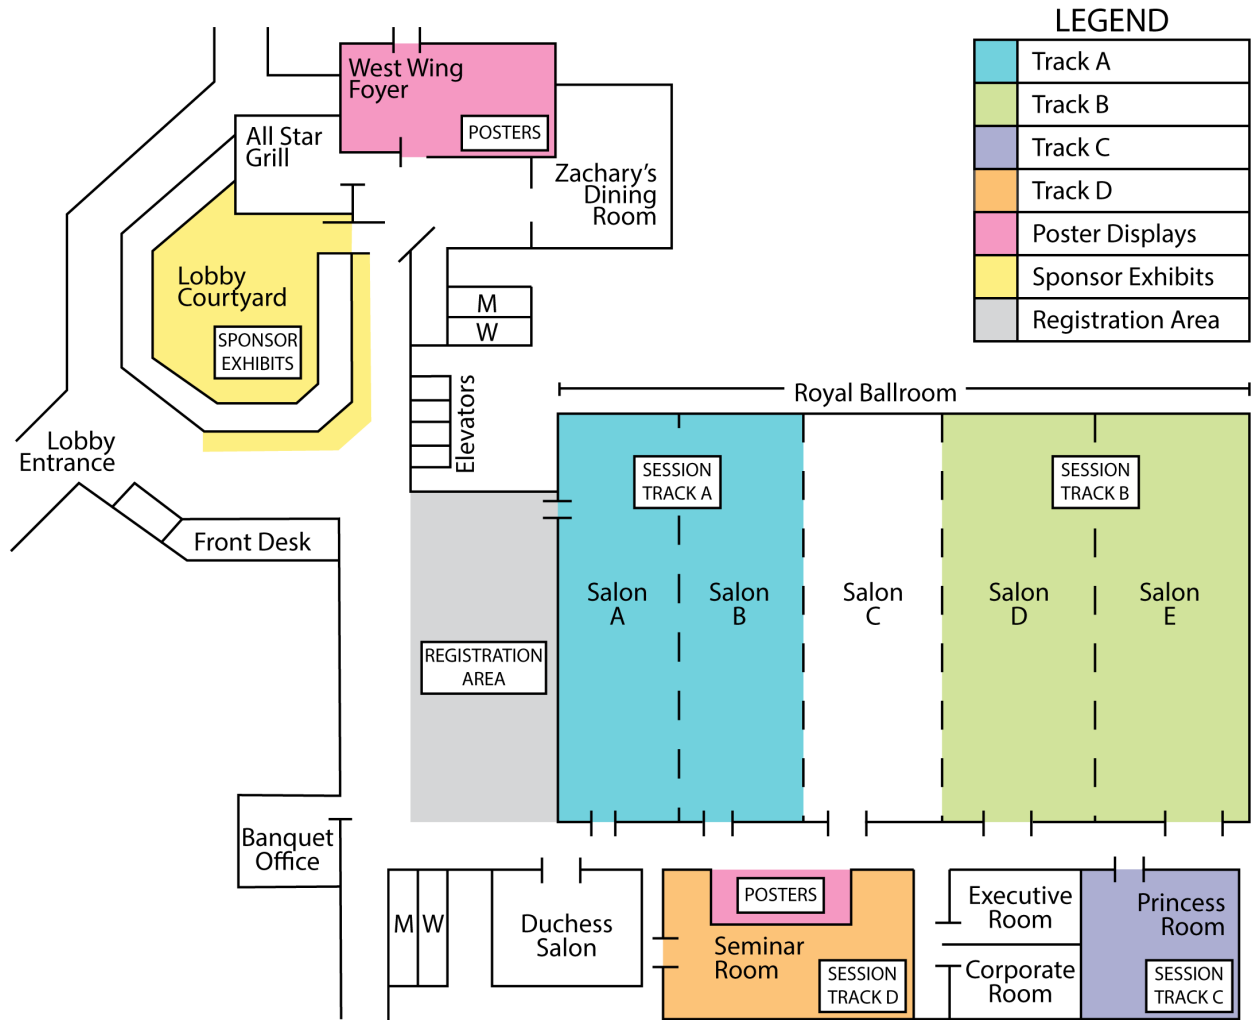 LEGEND
Track A
Track B
Track C
Track D
Poster Displays
Sponsor Exhibits
Registration Area
West Wing
Foyer
POSTERS
All Star
Grill
Zachary's
Dining
Room
Lobby
Courtyard
SPONSOR
EXHIBITS
M
W
Elevators
Royal Ballroom
Lobby
Entrance
Front Desk
SESSION
TRACK A
SESSION
TRACK B
Salon
A
Salon
B
Salon
C
Salon
D
Salon
E
REGISTRATION
AREA
Banquet
Office
M
W
Duchess
Salon
POSTERS
Seminar
Room
SESSION
TRACK D
Executive
Room
Corporate
Room
Princess
Room
SESSION
TRACK C